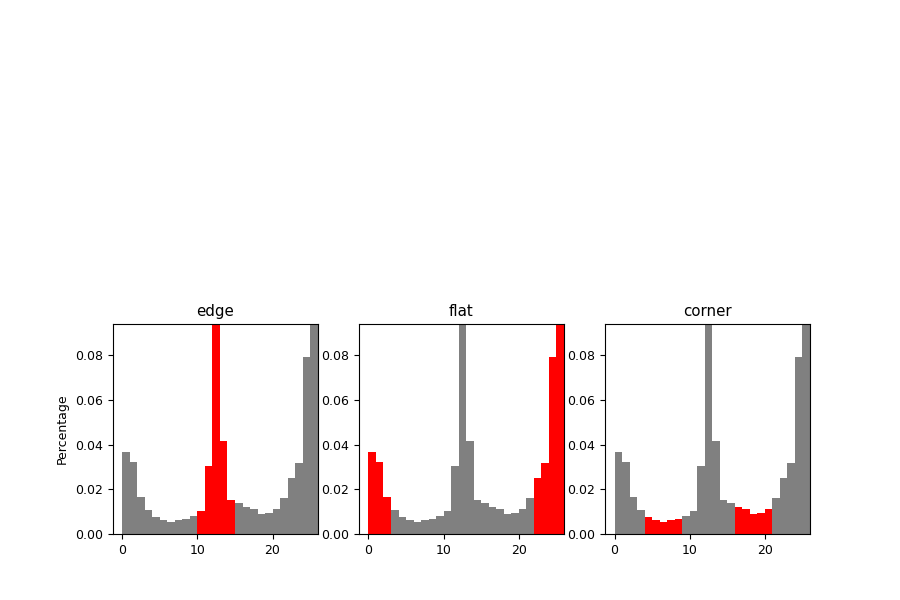 edge flat corner
0.08 0.08 0.08
0.06 0.06 0.06
Percentage
0.04 0.04 0.04
0.02 0.02 0.02
0.00 0.00 0.00
0 10 20 0 10 20 0 10 20